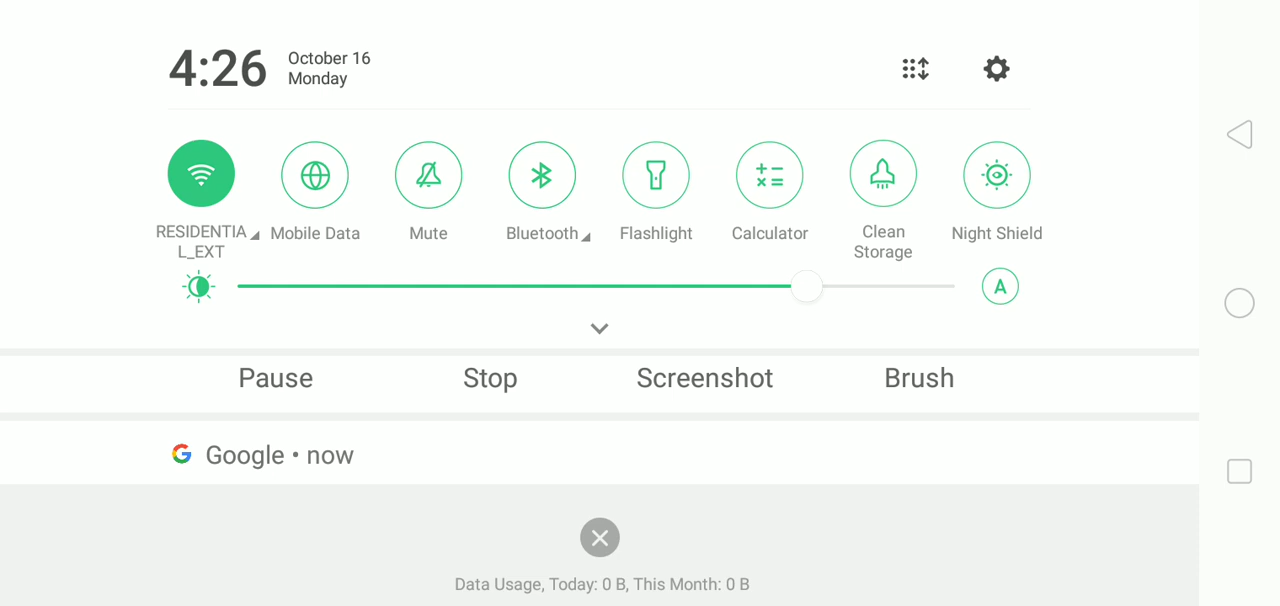 4:26
October 16
Monday
RESIDENTIA
L_EXT
Mobile Data
Mute
Bluetooth
Flashlight
Calculator
Clean
Storage
Night Shield
A
Pause Stop Screenshot Brush
Google • now
Data Usage, Today: 0 B, This Month: 0 B